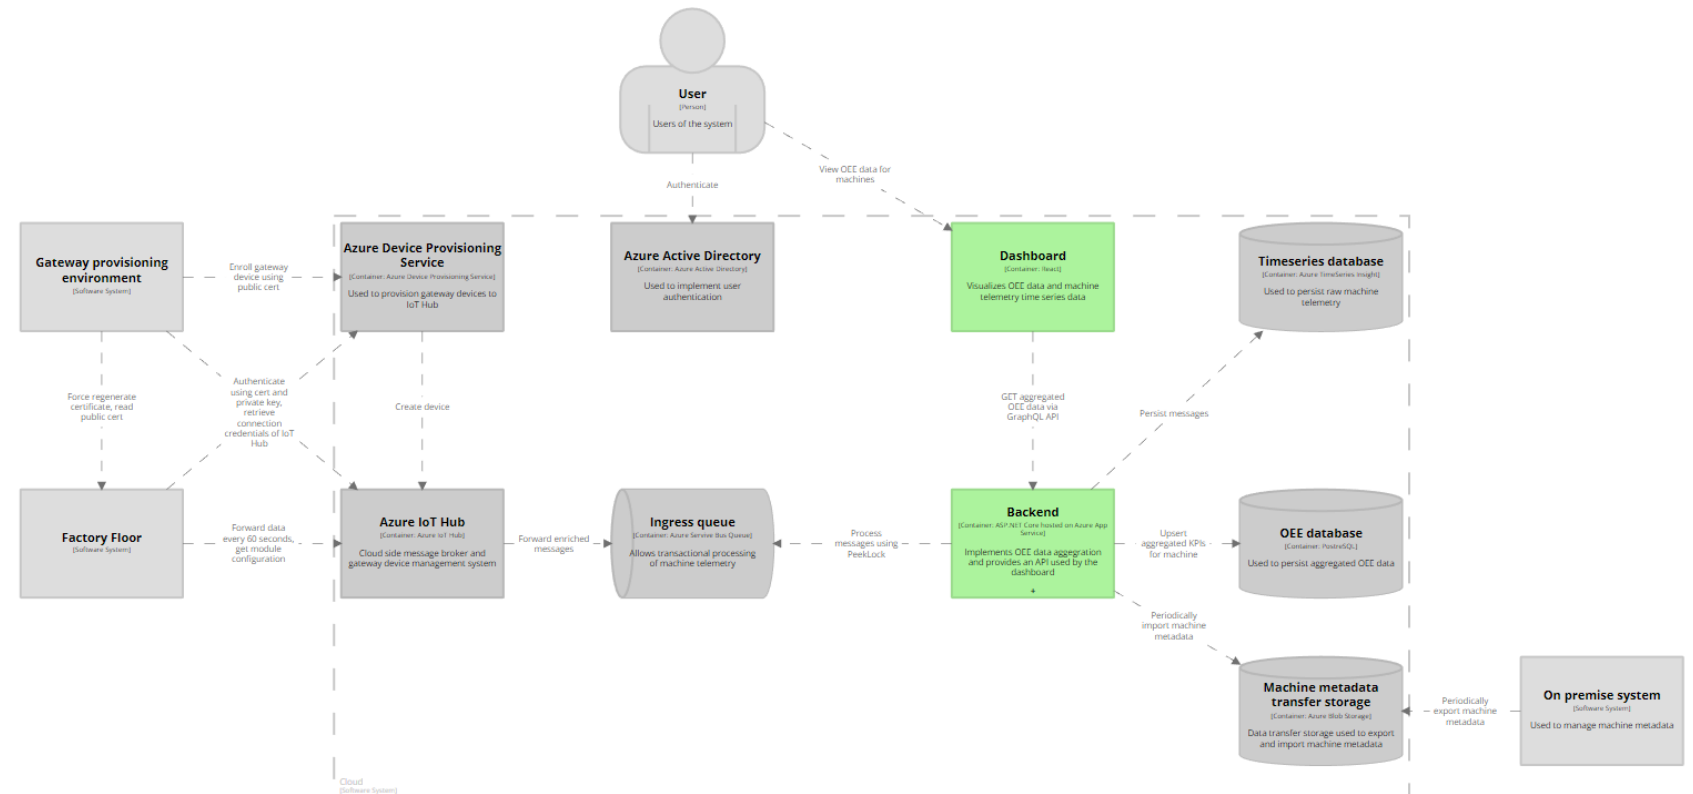 User
[Person]
Users of the system
View OEE data for
machines
Authenticate
Gateway provisioning
environment
[Software System]
Enroll gateway
device using
public cert
Azure Device Provisioning
Service
[Container: Azure Device Provisioning Service]
Used to provision gateway devices to
IoT Hub
Azure Active Directory
[Container: Azure Active Directory]
Used to implement user
authentication
Dashboard
[Container: React]
Visualizes OEE data and machine
telemetry time series data
Timeseries database
[Container: Azure TimeSeries Insight]
Used to persist raw machine
telemetry
Force regenerate
certificate, read
public cert
Authenticate
using cert and
private key,
retrieve
connection
credentials of IoT
Hub
Create device
GET aggregated
OEE data via
GraphQL API
Persist messages
Factory Floor
[Software System]
Forward data
every 60 seconds,
get module
configuration
Azure IoT Hub
[Container: Azure IoT Hub]
Cloud side message broker and
gateway device management system
Forward enriched
messages
Ingress queue
[Container: Azure Servive Bus Queue]
Allows transactional processing
of machine telemetry
Process
messages using
PeekLock
Backend
[Container: ASP.NET Core hosted on Azure App
Service]
Implements OEE data aggegration
and provides an API used by the
dashboard
+
Upsert
aggregated KPIs
for machine
OEE database
[Container: PostreSQL]
Used to persist aggregated OEE data
Periodically
import machine
metadata
Machine metadata
transfer storage
[Container: Azure Blob Storage]
Data transfer storage used to export
and import machine metadata
Periodically
export machine
metadata
On premise system
[Software System]
Used to manage machine metadata
Cloud
[Software System]